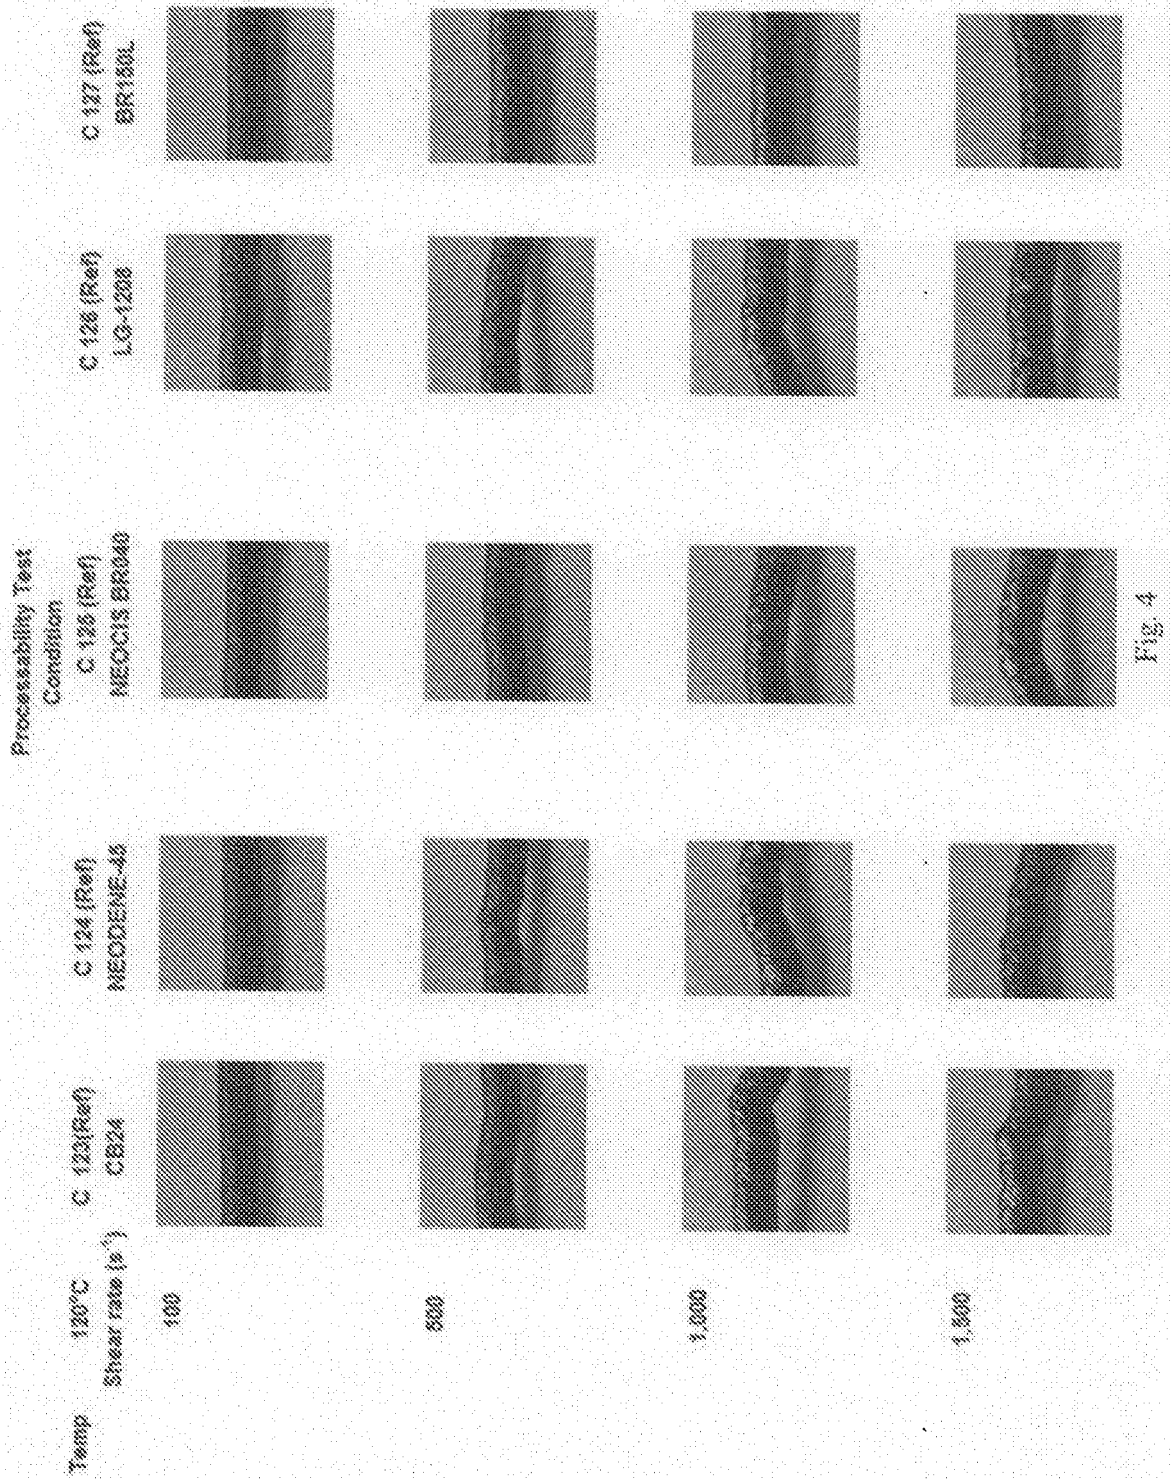 Processability Test
Condition
Temp 120°C
Shear rate (s⁻¹)
C 123(Ref)
CB24
C 124 (Ref)
NEODENE-45
C 125 (Ref)
NEOCIS BR040
C 126 (Ref)
LG-1208
C 127 (Ref)
BR150L
100
500
1,000
1,500
Fig. 4